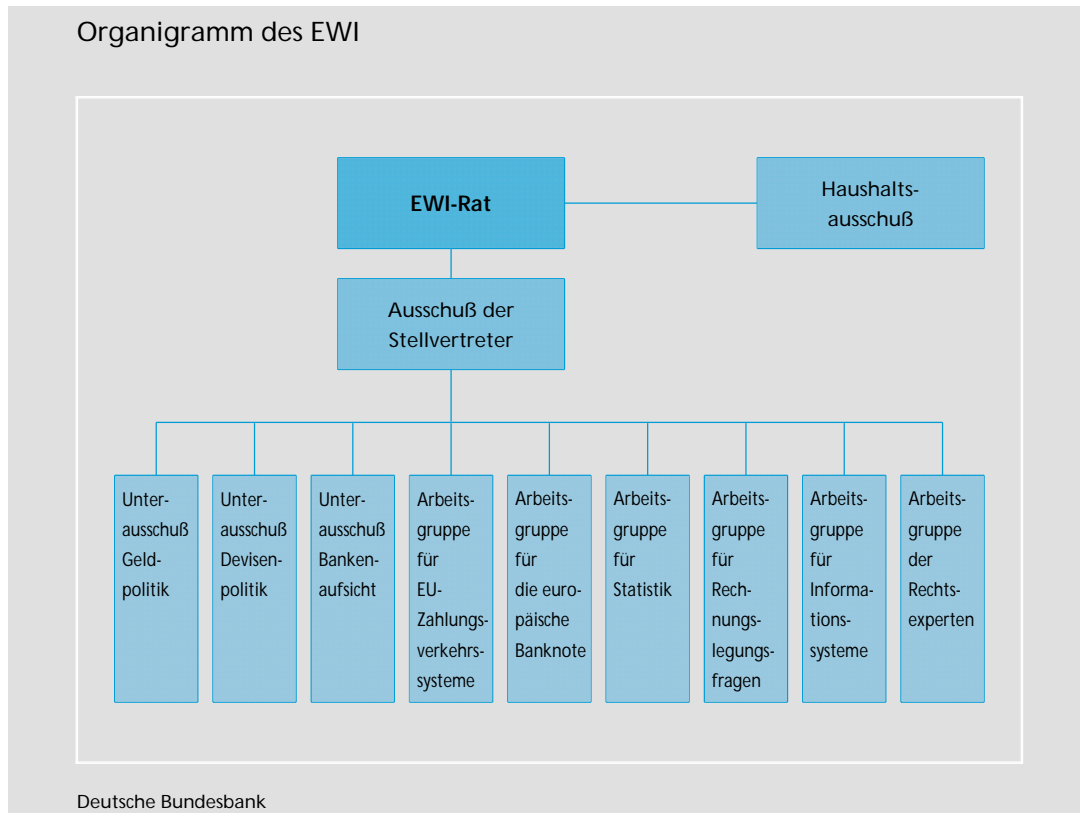 Organigramm des EWI
EWI-Rat
Haushalts-
ausschuß
Ausschuß der
Stellvertreter
Unter-
ausschuß
Geld-
politik
Unter-
ausschuß
Devisen-
politik
Unter-
ausschuß
Banken-
aufsicht
Arbeits-
gruppe
für
EU-
Zahlungs-
verkehrs-
systeme
Arbeits-
gruppe
für
die euro-
päische
Banknote
Arbeits-
gruppe
für
Statistik
Arbeits-
gruppe
für
Rech-
nungs-
legungs-
fragen
Arbeits-
gruppe
für
Informa-
tions-
systeme
Arbeits-
gruppe
der
Rechts-
experten
Deutsche Bundesbank